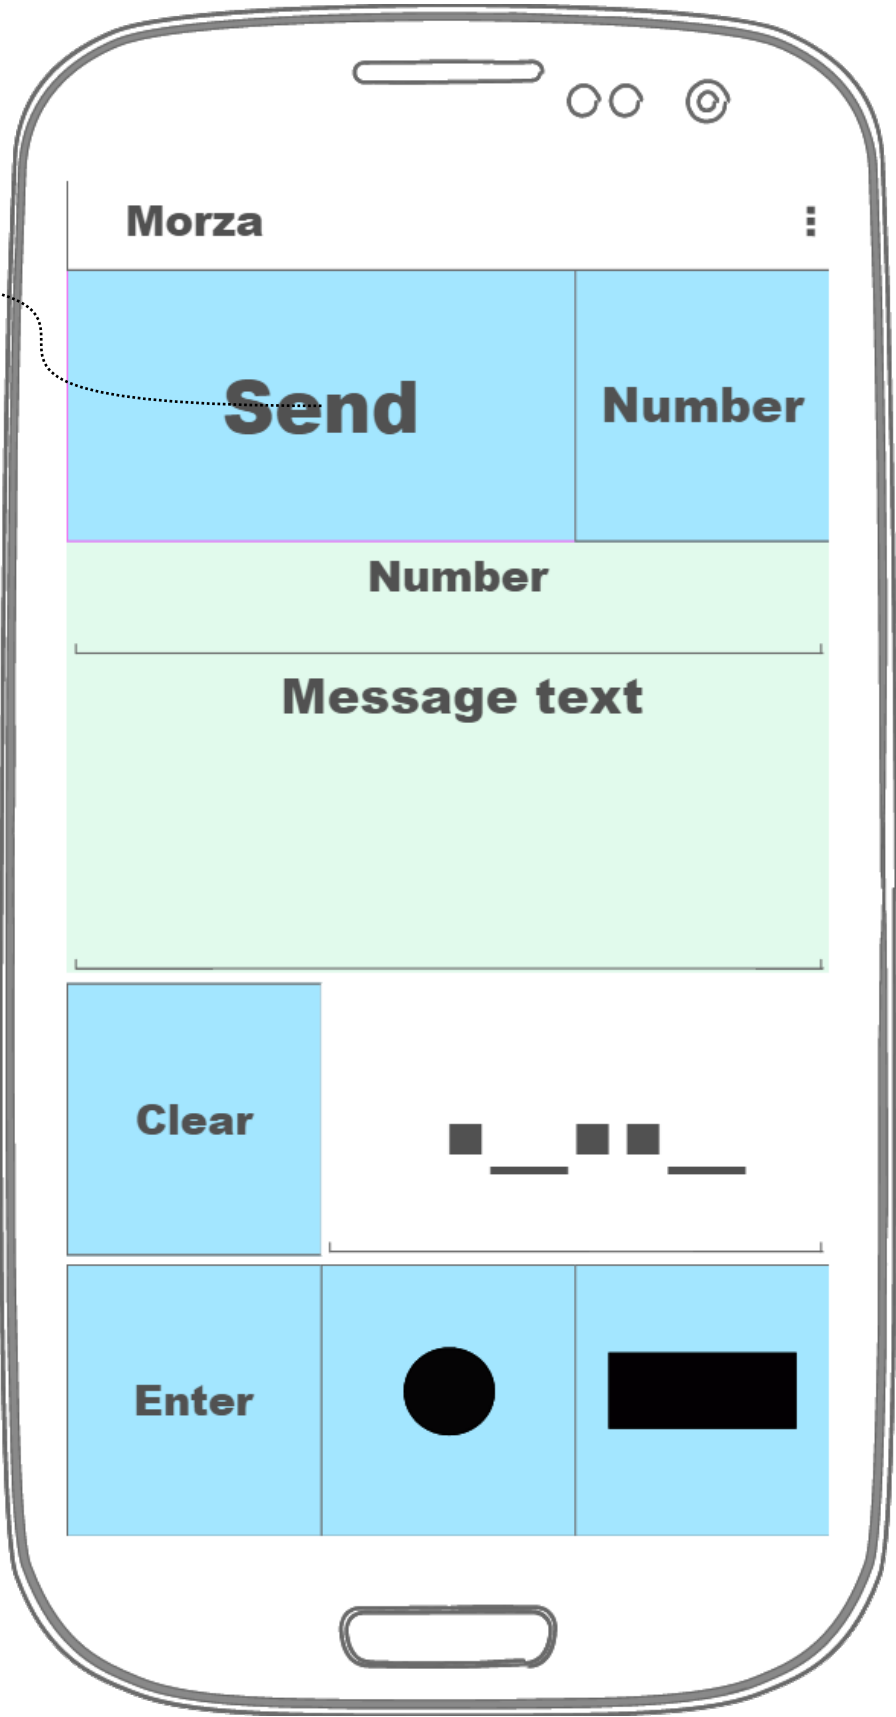 Morza
Send
Number
Number
Message text
Clear
._.._
Enter